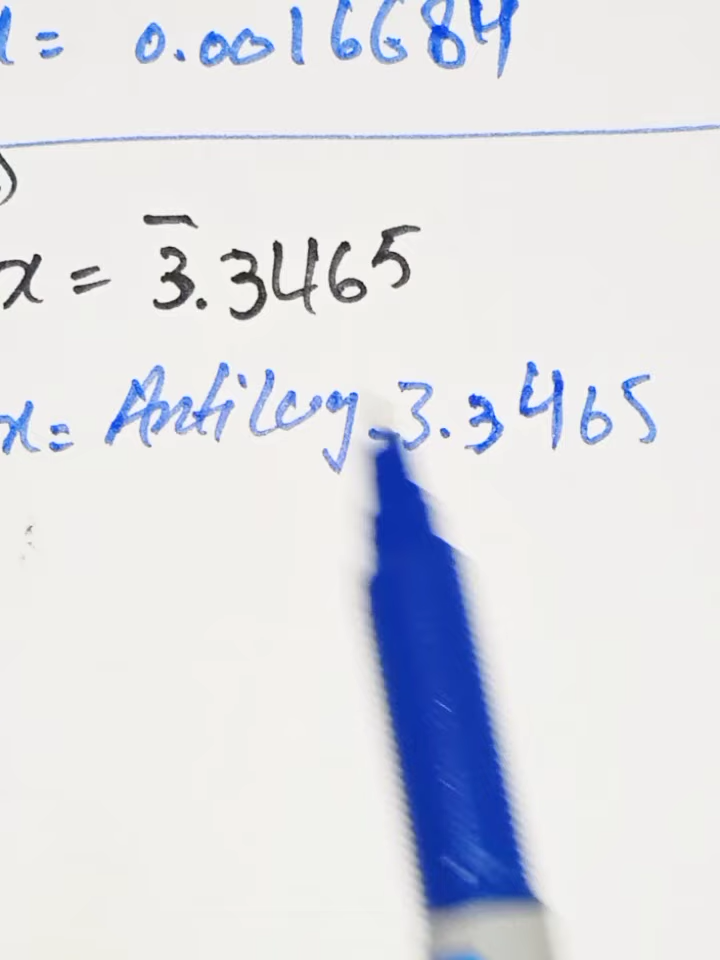 x = 0.0016684
)
x = 3̅.3465
x = Antilog -3.3465